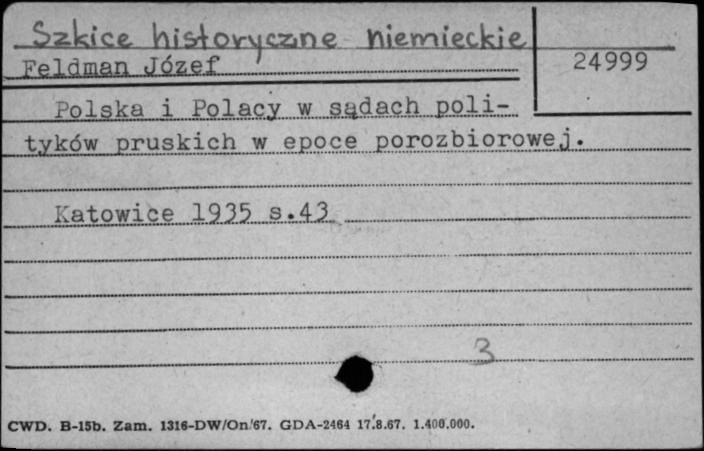 Szkice historyczne niemieckie
Feldman Józef
24999
Polska i Polacy w sądach poli-
tyków pruskich w epoce porozbiorowej.
Katowice 1935 s.43
3
CWD. B-15b. Zam. 1316-DW/On/67. GDA-2464 17.8.67. 1.400.000.